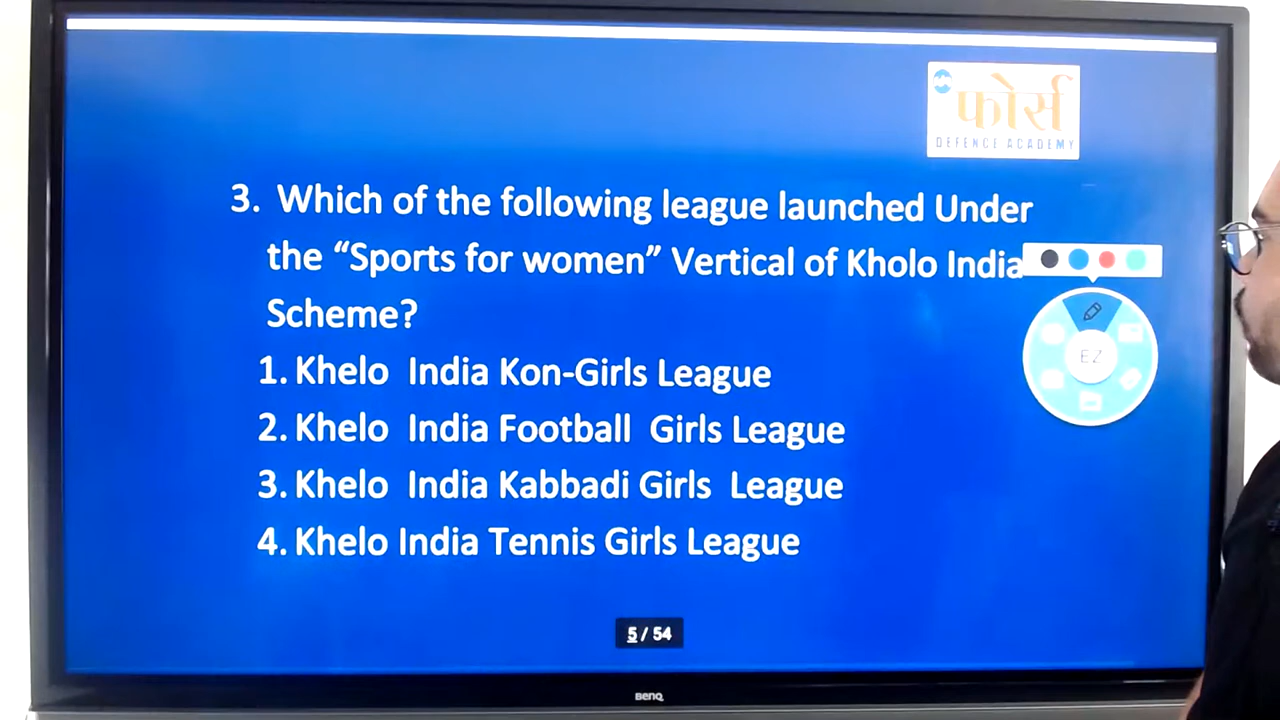 फोर्स
DEFENCE ACADEMY
3. Which of the following league launched Under
the “Sports for women” Vertical of Kholo India
Scheme?
1. Khelo India Kon-Girls League
2. Khelo India Football Girls League
3. Khelo India Kabbadi Girls League
4. Khelo India Tennis Girls League
EZ
5 / 54
BenQ